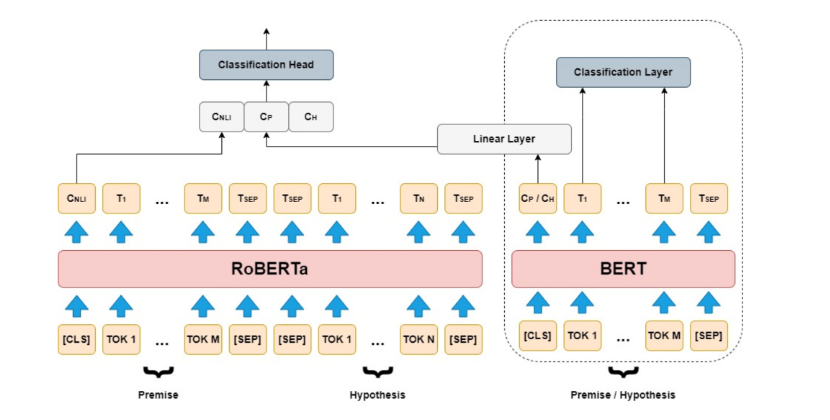 Classification Head
Classification Layer
CNLI CP CH
Linear Layer
CNLI T1 ... TM TSEP TSEP T1 ... TN TSEP
CP / CH T1 ... TM TSEP
RoBERTa
BERT
[CLS] TOK 1 ... TOK M [SEP] [SEP] TOK 1 ... TOK N [SEP]
[CLS] TOK 1 ... TOK M [SEP]
Premise
Hypothesis
Premise / Hypothesis